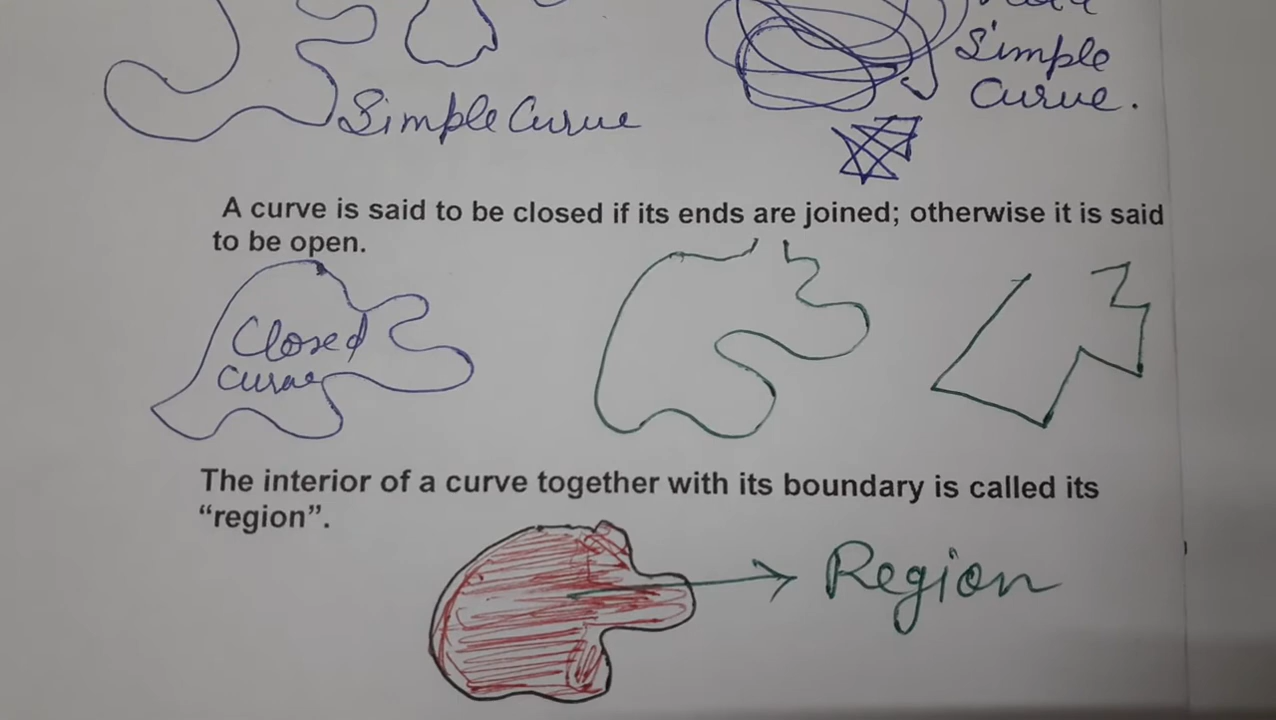 Simple
Simple Curve
Curve.
A curve is said to be closed if its ends are joined; otherwise it is said
to be open.
Closed
Curve
The interior of a curve together with its boundary is called its
“region”.
Region